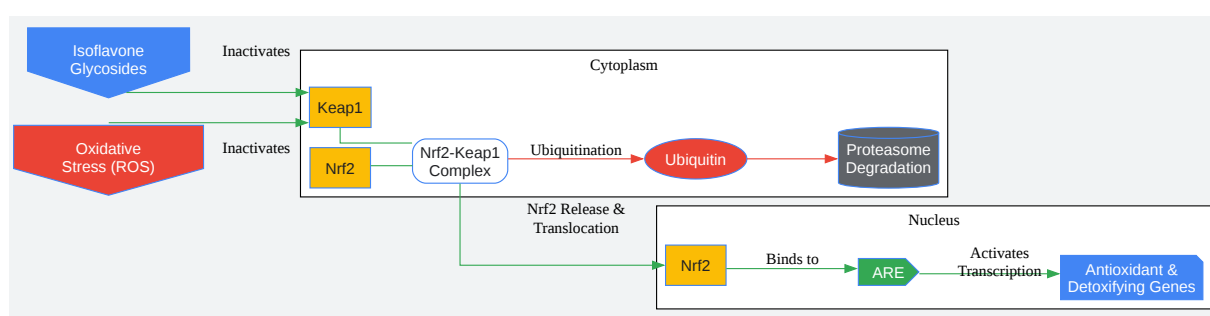 Isoflavone
Glycosides
Inactivates
Cytoplasm
Keap1
Oxidative
Stress (ROS)
Inactivates
Nrf2
Nrf2-Keap1
Complex
Ubiquitination
Ubiquitin
Proteasome
Degradation
Nrf2 Release &
Translocation
Nucleus
Nrf2
Binds to
ARE
Activates
Transcription
Antioxidant &
Detoxifying Genes